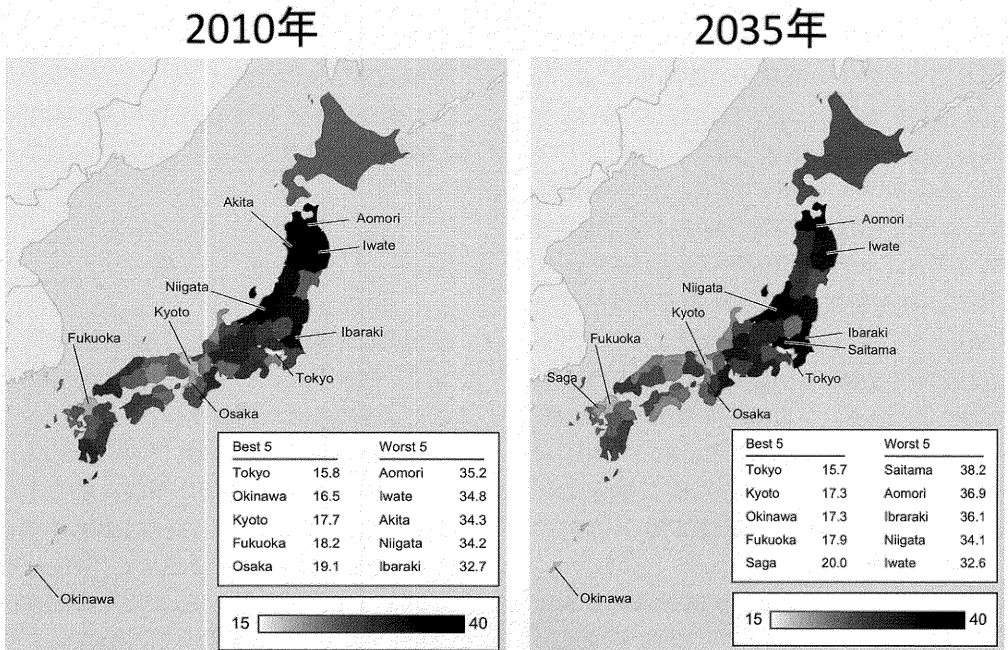 2010年
Akita
Aomori
Iwate
Niigata
Kyoto
Fukuoka
Ibaraki
Tokyo
Osaka
Best 5 Worst 5
Tokyo 15.8 Aomori 35.2
Okinawa 16.5 Iwate 34.8
Kyoto 17.7 Akita 34.3
Fukuoka 18.2 Niigata 34.2
Osaka 19.1 Ibaraki 32.7
Okinawa
15 40
2035年
Aomori
Iwate
Niigata
Kyoto
Fukuoka
Ibaraki
Saitama
Saga
Tokyo
Osaka
Best 5 Worst 5
Tokyo 15.7 Saitama 38.2
Kyoto 17.3 Aomori 36.9
Okinawa 17.3 Ibraraki 36.1
Fukuoka 17.9 Niigata 34.1
Saga 20.0 Iwate 32.6
Okinawa
15 40